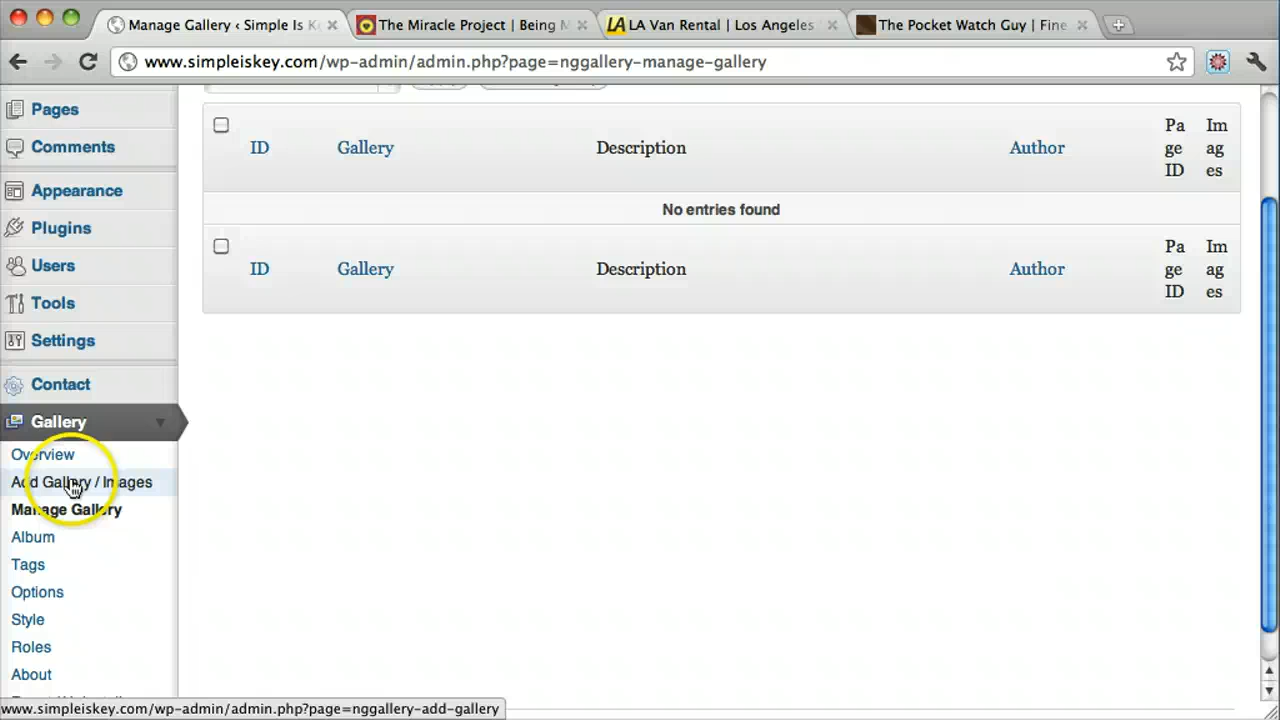 Manage Gallery ‹ Simple Is K
The Miracle Project | Being M
LA LA Van Rental | Los Angeles
The Pocket Watch Guy | Fine
www.simpleiskey.com/wp-admin/admin.php?page=nggallery-manage-gallery
Pages
Comments
Appearance
Plugins
Users
Tools
Settings
Contact
Gallery
Overview
Add Gallery / Images
Manage Gallery
Album
Tags
Options
Style
Roles
About
ID Gallery Description Author
Pa
ge
ID
Im
ag
es
No entries found
ID Gallery Description Author
Pa
ge
ID
Im
ag
es
www.simpleiskey.com/wp-admin/admin.php?page=nggallery-add-gallery